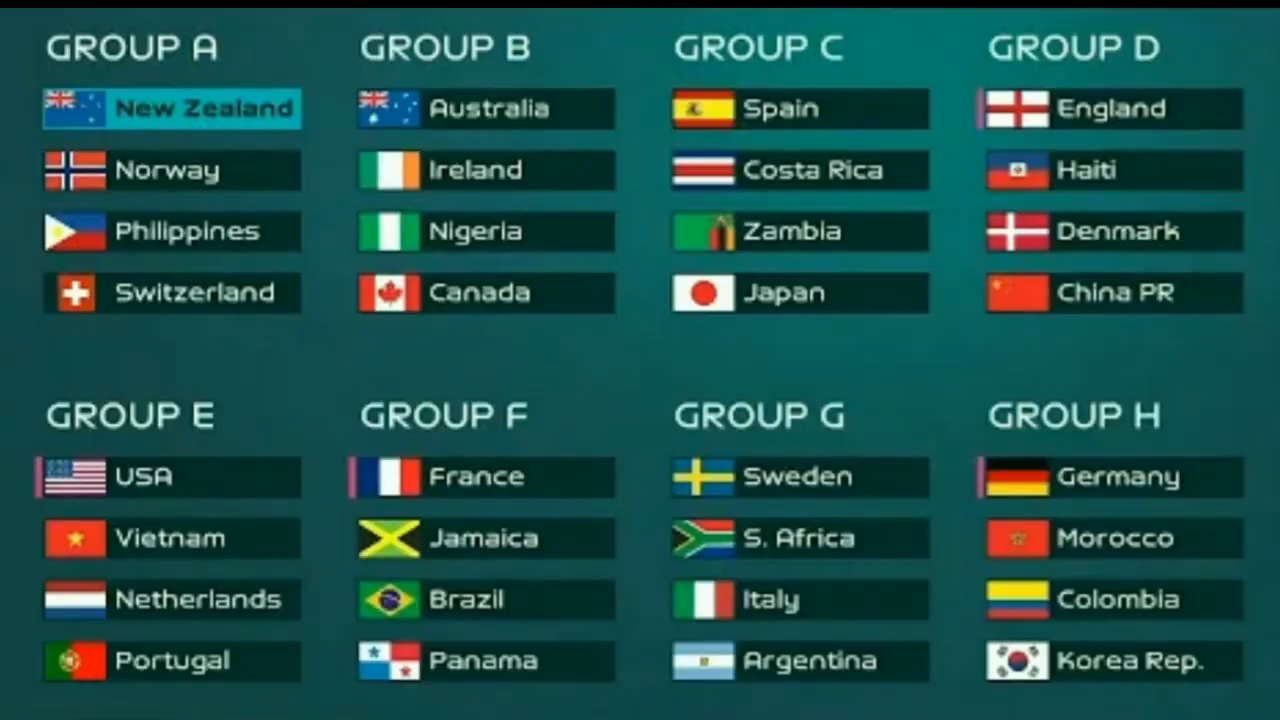 GROUP A
New Zealand
Norway
Philippines
Switzerland
GROUP B
Australia
Ireland
Nigeria
Canada
GROUP C
Spain
Costa Rica
Zambia
Japan
GROUP D
England
Haiti
Denmark
China PR
GROUP E
USA
Vietnam
Netherlands
Portugal
GROUP F
France
Jamaica
Brazil
Panama
GROUP G
Sweden
S. Africa
Italy
Argentina
GROUP H
Germany
Morocco
Colombia
Korea Rep.